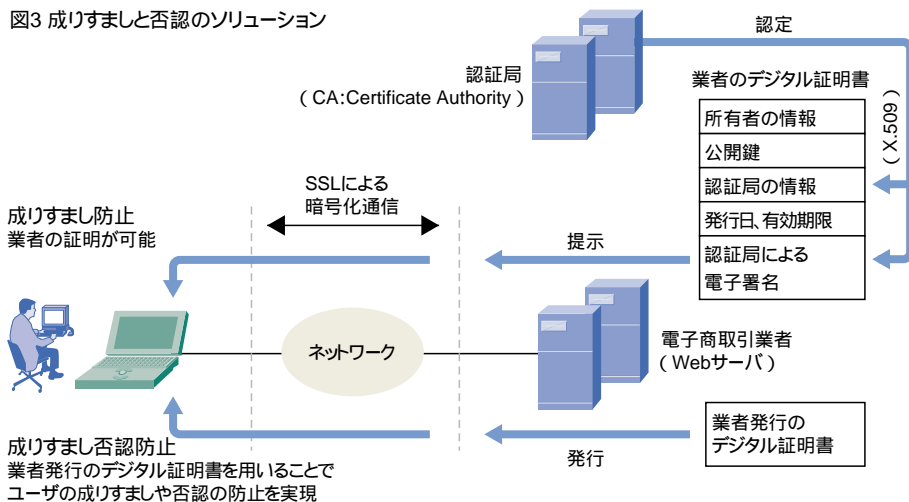 図3 成りすましと否認のソリューション
認定
認証局
(CA:Certificate Authority)
業者のデジタル証明書
所有者の情報
公開鍵
認証局の情報
発行日、有効期限
認証局による
電子署名
(X.509)
SSLによる
暗号化通信
成りすまし防止
業者の証明が可能
提示
ネットワーク
電子商取引業者
(Webサーバ)
業者発行の
デジタル証明書
発行
成りすまし否認防止
業者発行のデジタル証明書を用いることで
ユーザの成りすましや否認の防止を実現